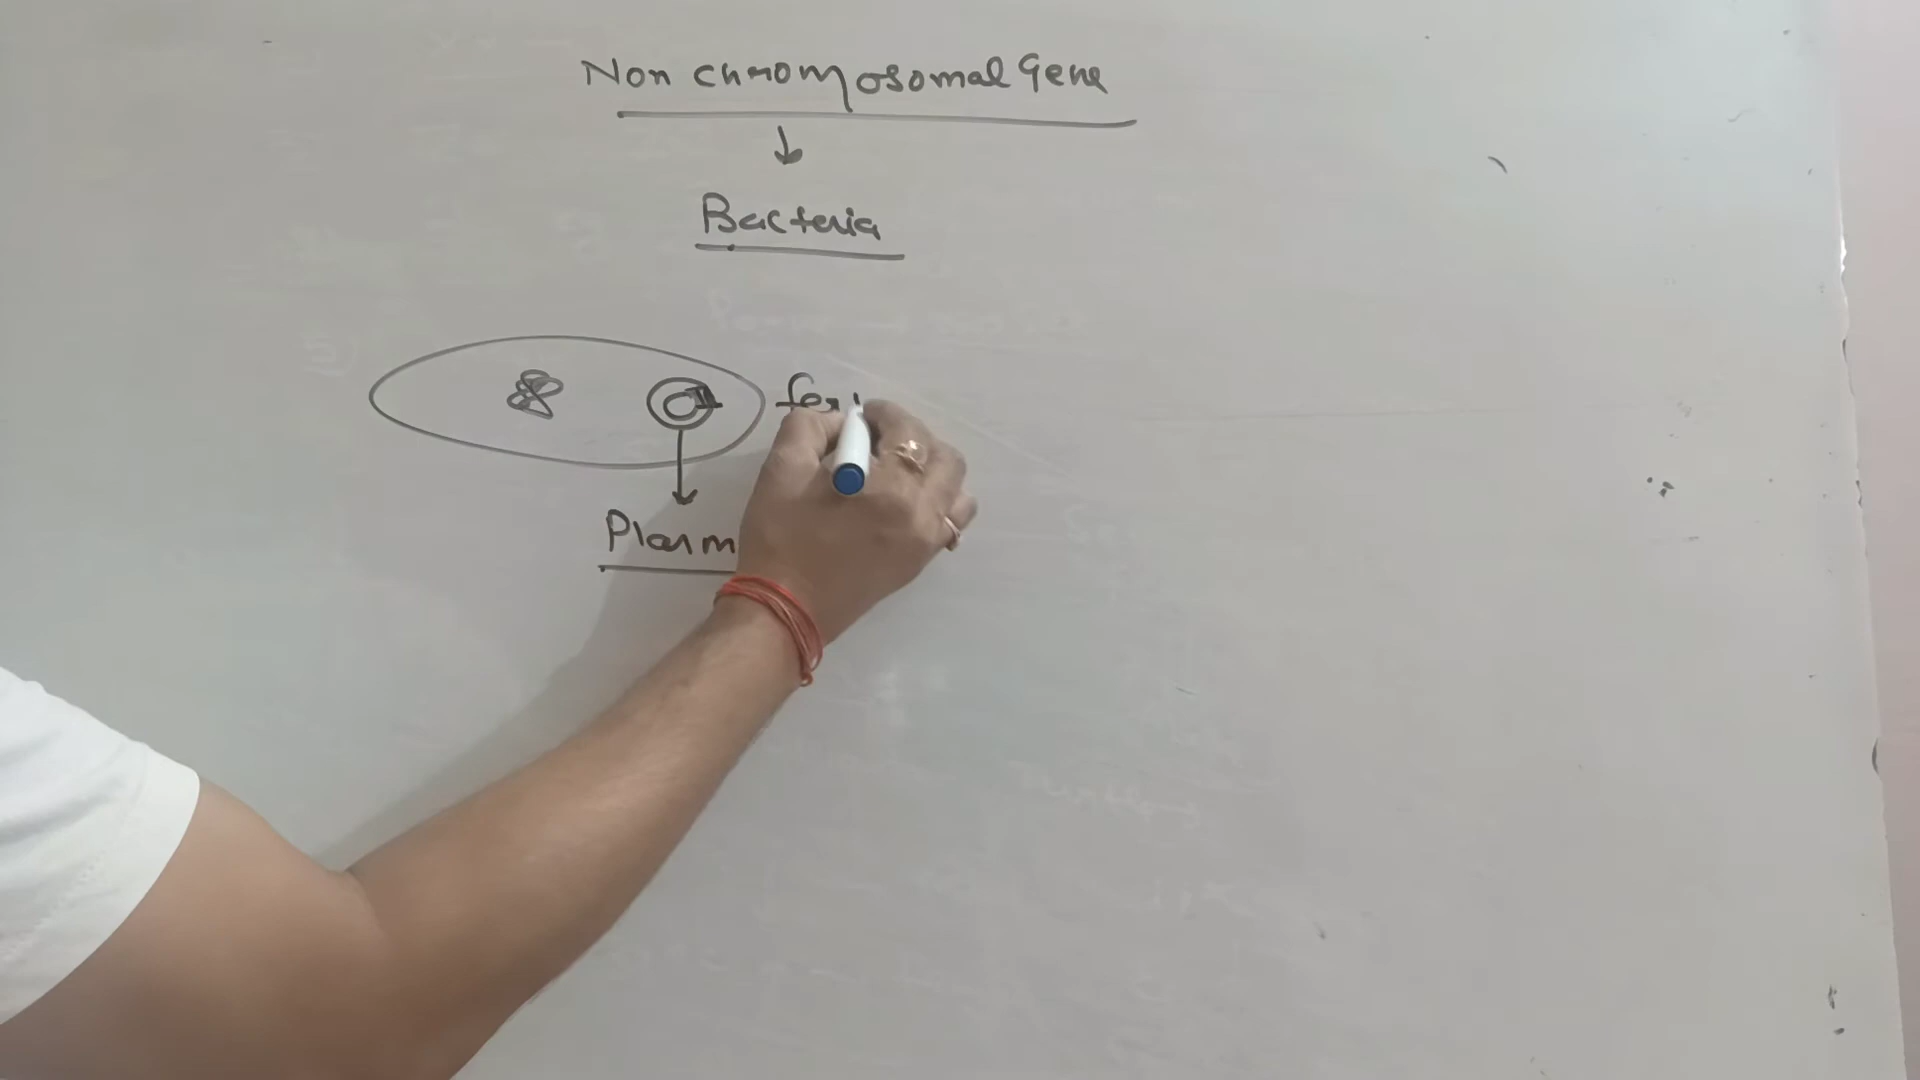 Non chromosomal Gene
Bacteria
Plasm